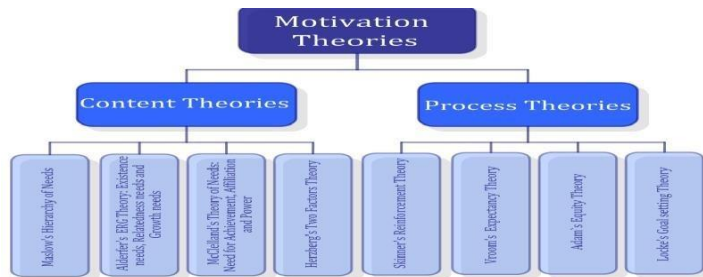 Motivation
Theories
Content Theories
Process Theories
Maslow's Hierarchy of Needs
Alderfer's ERG Theory: Existence
needs, Relatedness needs and
Growth needs
McClelland's Theory of Needs:
Need for Achievement, Affiliation
and Power
Herzberg's Two Factors Theory
Skinner's Reinforcement Theory
Vroom's Expectancy Theory
Adam's Equity Theory
Locke's Goal setting Theory